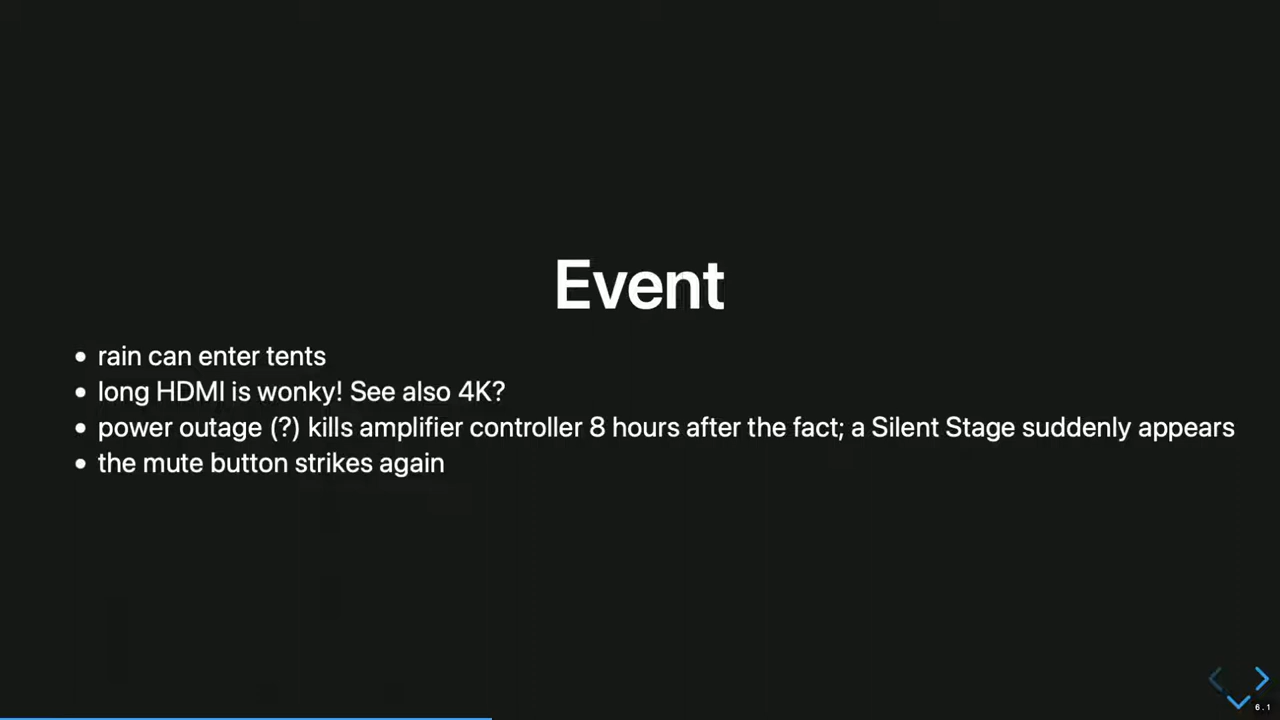 Event
rain can enter tents
long HDMI is wonky! See also 4K?
power outage (?) kills amplifier controller 8 hours after the fact; a Silent Stage suddenly appears
the mute button strikes again
6.1